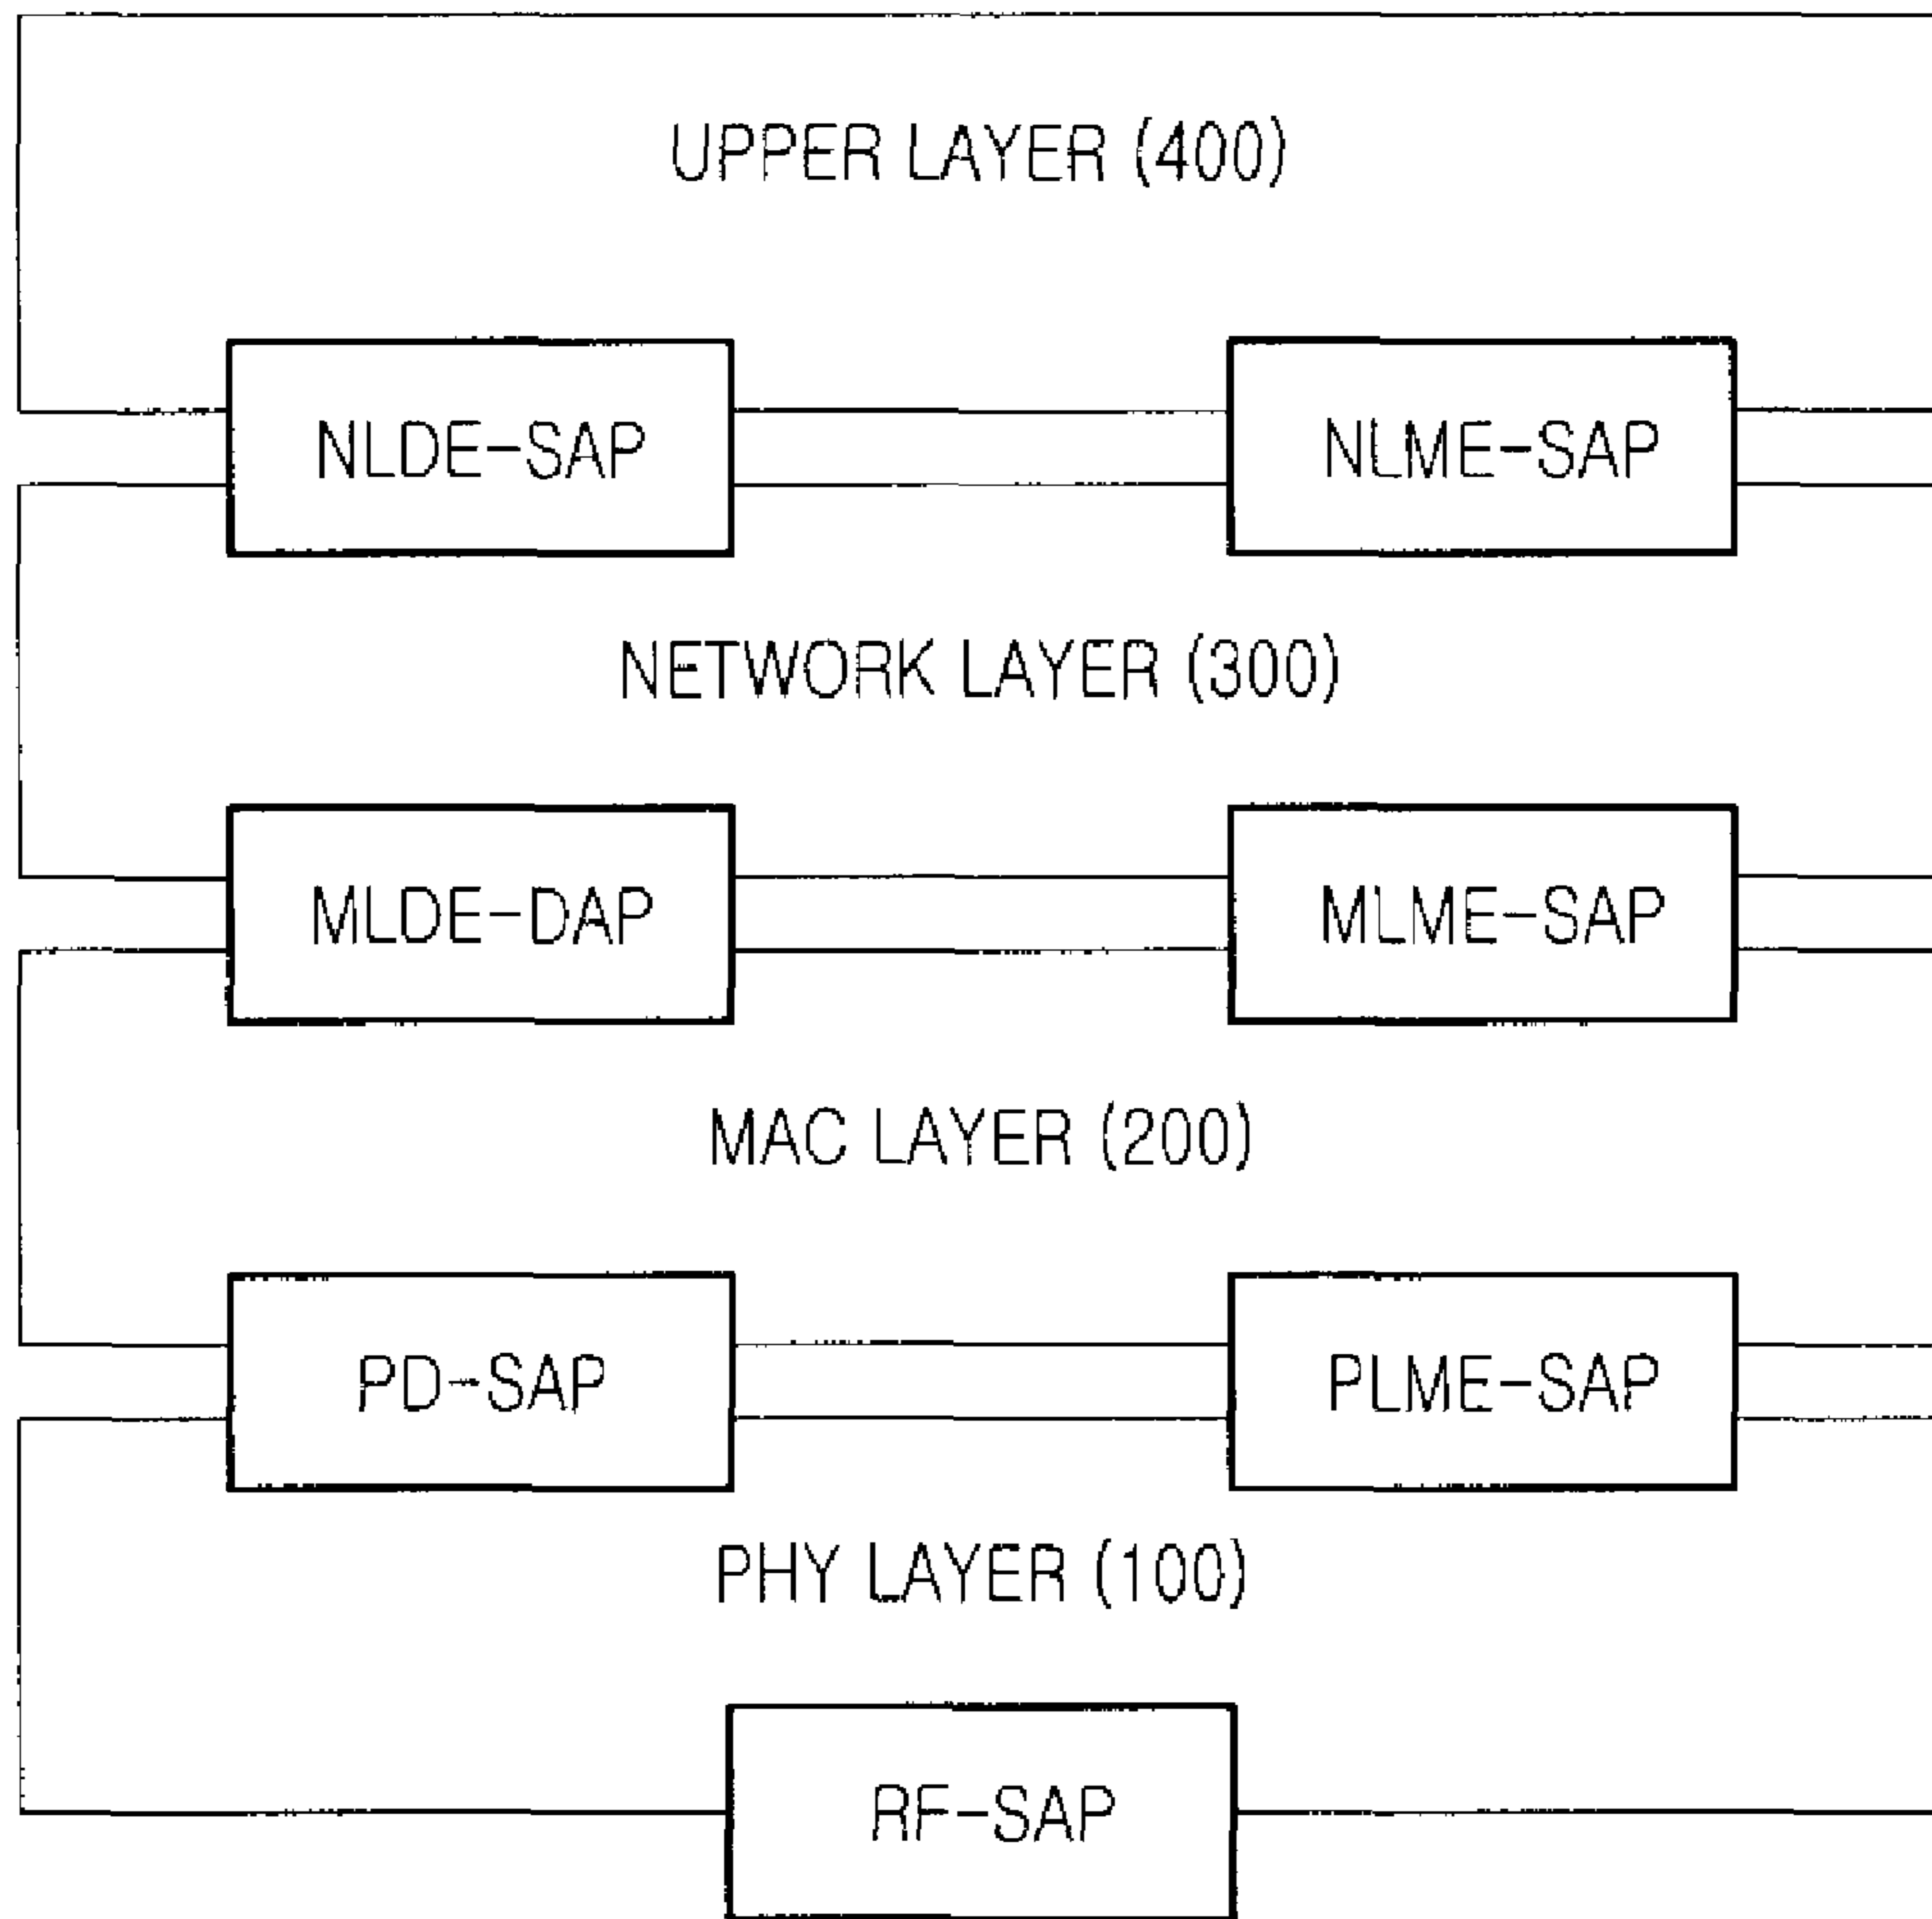 UPPER LAYER (400)
NLDE-SAP
NLME-SAP
NETWORK LAYER (300)
MLDE-DAP
MLME-SAP
MAC LAYER (200)
PD-SAP
PLME-SAP
PHY LAYER (100)
RF-SAP